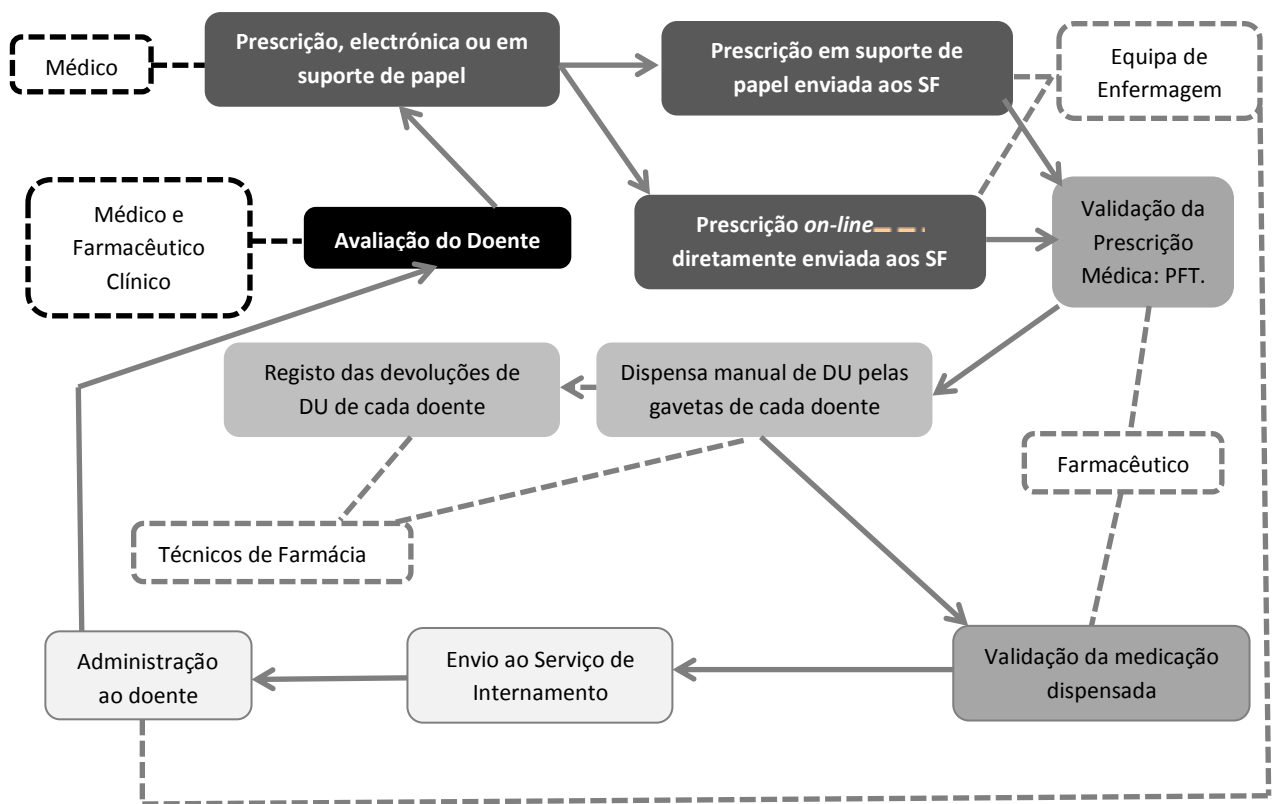 Médico
Prescrição, electrónica ou em
suporte de papel
Prescrição em suporte de
papel enviada aos SF
Equipa de
Enfermagem
Médico e
Farmacêutico
Clínico
Avaliação do Doente
Prescrição on-line
diretamente enviada aos SF
Validação da
Prescrição
Médica: PFT.
Registo das devoluções de
DU de cada doente
Dispensa manual de DU pelas
gavetas de cada doente
Farmacêutico
Técnicos de Farmácia
Administração
ao doente
Envio ao Serviço de
Internamento
Validação da medicação
dispensada